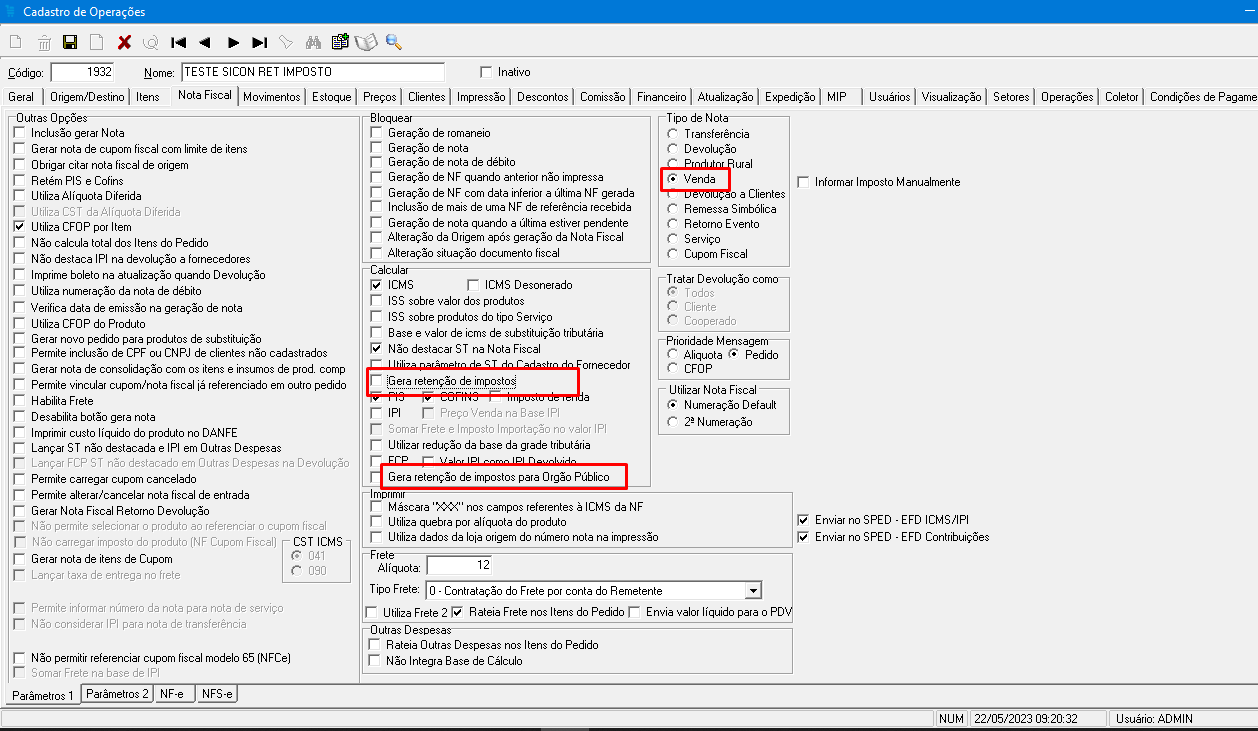 Cadastro de Operações
Código: 1932 Nome: TESTE SICON RET IMPOSTO Inativo
Geral Origem/Destino Itens Nota Fiscal Movimentos Estoque Preços Clientes Impressão Descontos Comissão Financeiro Atualização Expedição MIP Usuários Visualização Setores Operações Coletor Condições de Pagame
Outras Opções
Inclusão gerar Nota
Gerar nota de cupom fiscal com limite de itens
Obrigar citar nota fiscal de origem
Retém PIS e Cofins
Utiliza Alíquota Diferida
Utiliza CST da Alíquota Diferida
Utiliza CFOP por Item
Não calcula total dos Itens do Pedido
Não destaca IPI na devolução a fornecedores
Imprime boleto na atualização quando Devolução
Utiliza numeração da nota de débito
Verifica data de emissão na geração de nota
Utiliza CFOP do Produto
Gerar novo pedido para produtos de substituição
Permite inclusão de CPF ou CNPJ de clientes não cadastrados
Gerar nota de consolidação com os itens e insumos de prod. comp
Permite vincular cupom/nota fiscal já referenciado em outro pedido
Habilita Frete
Desabilita botão gera nota
Imprimir custo líquido do produto no DANFE
Lançar ST não destacada e IPI em Outras Despesas
Lançar FCP ST não destacado em Outras Despesas na Devolução
Permite carregar cupom cancelado
Permite alterar/cancelar nota fiscal de entrada
Gerar Nota Fiscal Retorno Devolução
Não permite selecionar o produto ao referenciar o cupom fiscal
Não carregar imposto do produto (NF Cupom Fiscal)
Gerar nota de itens de Cupom
Lançar taxa de entrega no frete
CST ICMS
041
090
Permite informar número da nota para nota de serviço
Não considerar IPI para nota de transferência
Não permitir referenciar cupom fiscal modelo 65 (NFCe)
Somar Frete na base de IPI
Bloquear
Geração de romaneio
Geração de nota
Geração de nota de débito
Geração de NF quando anterior não impressa
Geração de NF com data inferior a última NF gerada
Inclusão de mais de uma NF de referência recebida
Geração de nota quando a última estiver pendente
Alteração da Origem após geração da Nota Fiscal
Alteração situação documento fiscal
Calcular
ICMS ICMS Desonerado
ISS sobre valor dos produtos
ISS sobre produtos do tipo Serviço
Base e valor de icms de substituição tributária
Não destacar ST na Nota Fiscal
Utiliza parâmetro de ST do Cadastro do Fornecedor
Gera retenção de impostos
PIS COFINS Imposto de renda
IPI Preço Venda na Base IPI
Somar Frete e Imposto Importação no valor IPI
Utilizar redução da base da grade tributária
FCP Valor IPI como IPI Devolvido
Gera retenção de impostos para Orgão Público
Imprimir
Máscara "XXX" nos campos referentes à ICMS da NF
Utiliza quebra por alíquota do produto
Utiliza dados da loja origem do número nota na impressão
Frete
Alíquota: 12
Tipo Frete: 0 - Contratação do Frete por conta do Remetente
Utiliza Frete 2 Rateia Frete nos Itens do Pedido Envia valor líquido para o PDV
Outras Despesas
Rateia Outras Despesas nos Itens do Pedido
Não Integra Base de Cálculo
Tipo de Nota
Transferência
Devolução
Produtor Rural
Venda
Devolução a Clientes
Remessa Simbólica
Retorno Evento
Serviço
Cupom Fiscal
Tratar Devolução como
Todos
Cliente
Cooperado
Prioridade Mensagem
Aliquota Pedido
CFOP
Utilizar Nota Fiscal
Numeração Default
2ª Numeração
Informar Imposto Manualmente
Enviar no SPED - EFD ICMS/IPI
Enviar no SPED - EFD Contribuições
Parâmetros 1 Parâmetros 2 NF-e NFS-e
NUM 22/05/2023 09:20:32 Usuário: ADMIN